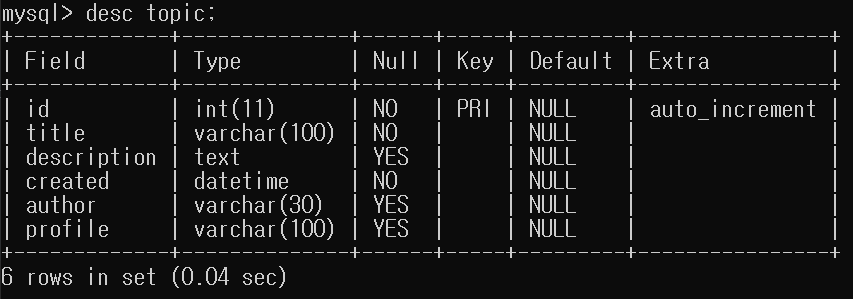 mysql> desc topic;
+-------------+--------------+------+-----+---------+----------------+
| Field       | Type         | Null | Key | Default | Extra          |
+-------------+--------------+------+-----+---------+----------------+
| id          | int(11)      | NO   | PRI | NULL    | auto_increment |
| title       | varchar(100) | NO   |     | NULL    |                |
| description | text         | YES  |     | NULL    |                |
| created     | datetime     | NO   |     | NULL    |                |
| author      | varchar(30)  | YES  |     | NULL    |                |
| profile     | varchar(100) | YES  |     | NULL    |                |
+-------------+--------------+------+-----+---------+----------------+
6 rows in set (0.04 sec)